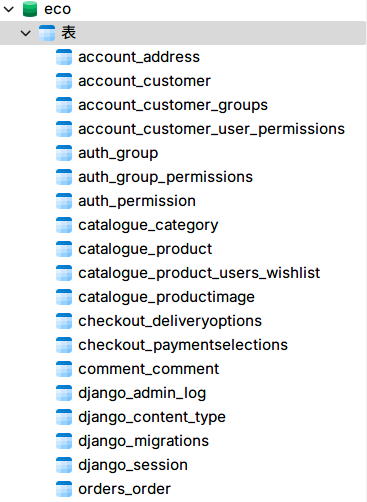 eco
表
account_address
account_customer
account_customer_groups
account_customer_user_permissions
auth_group
auth_group_permissions
auth_permission
catalogue_category
catalogue_product
catalogue_product_users_wishlist
catalogue_productimage
checkout_deliveryoptions
checkout_paymentselections
comment_comment
django_admin_log
django_content_type
django_migrations
django_session
orders_order